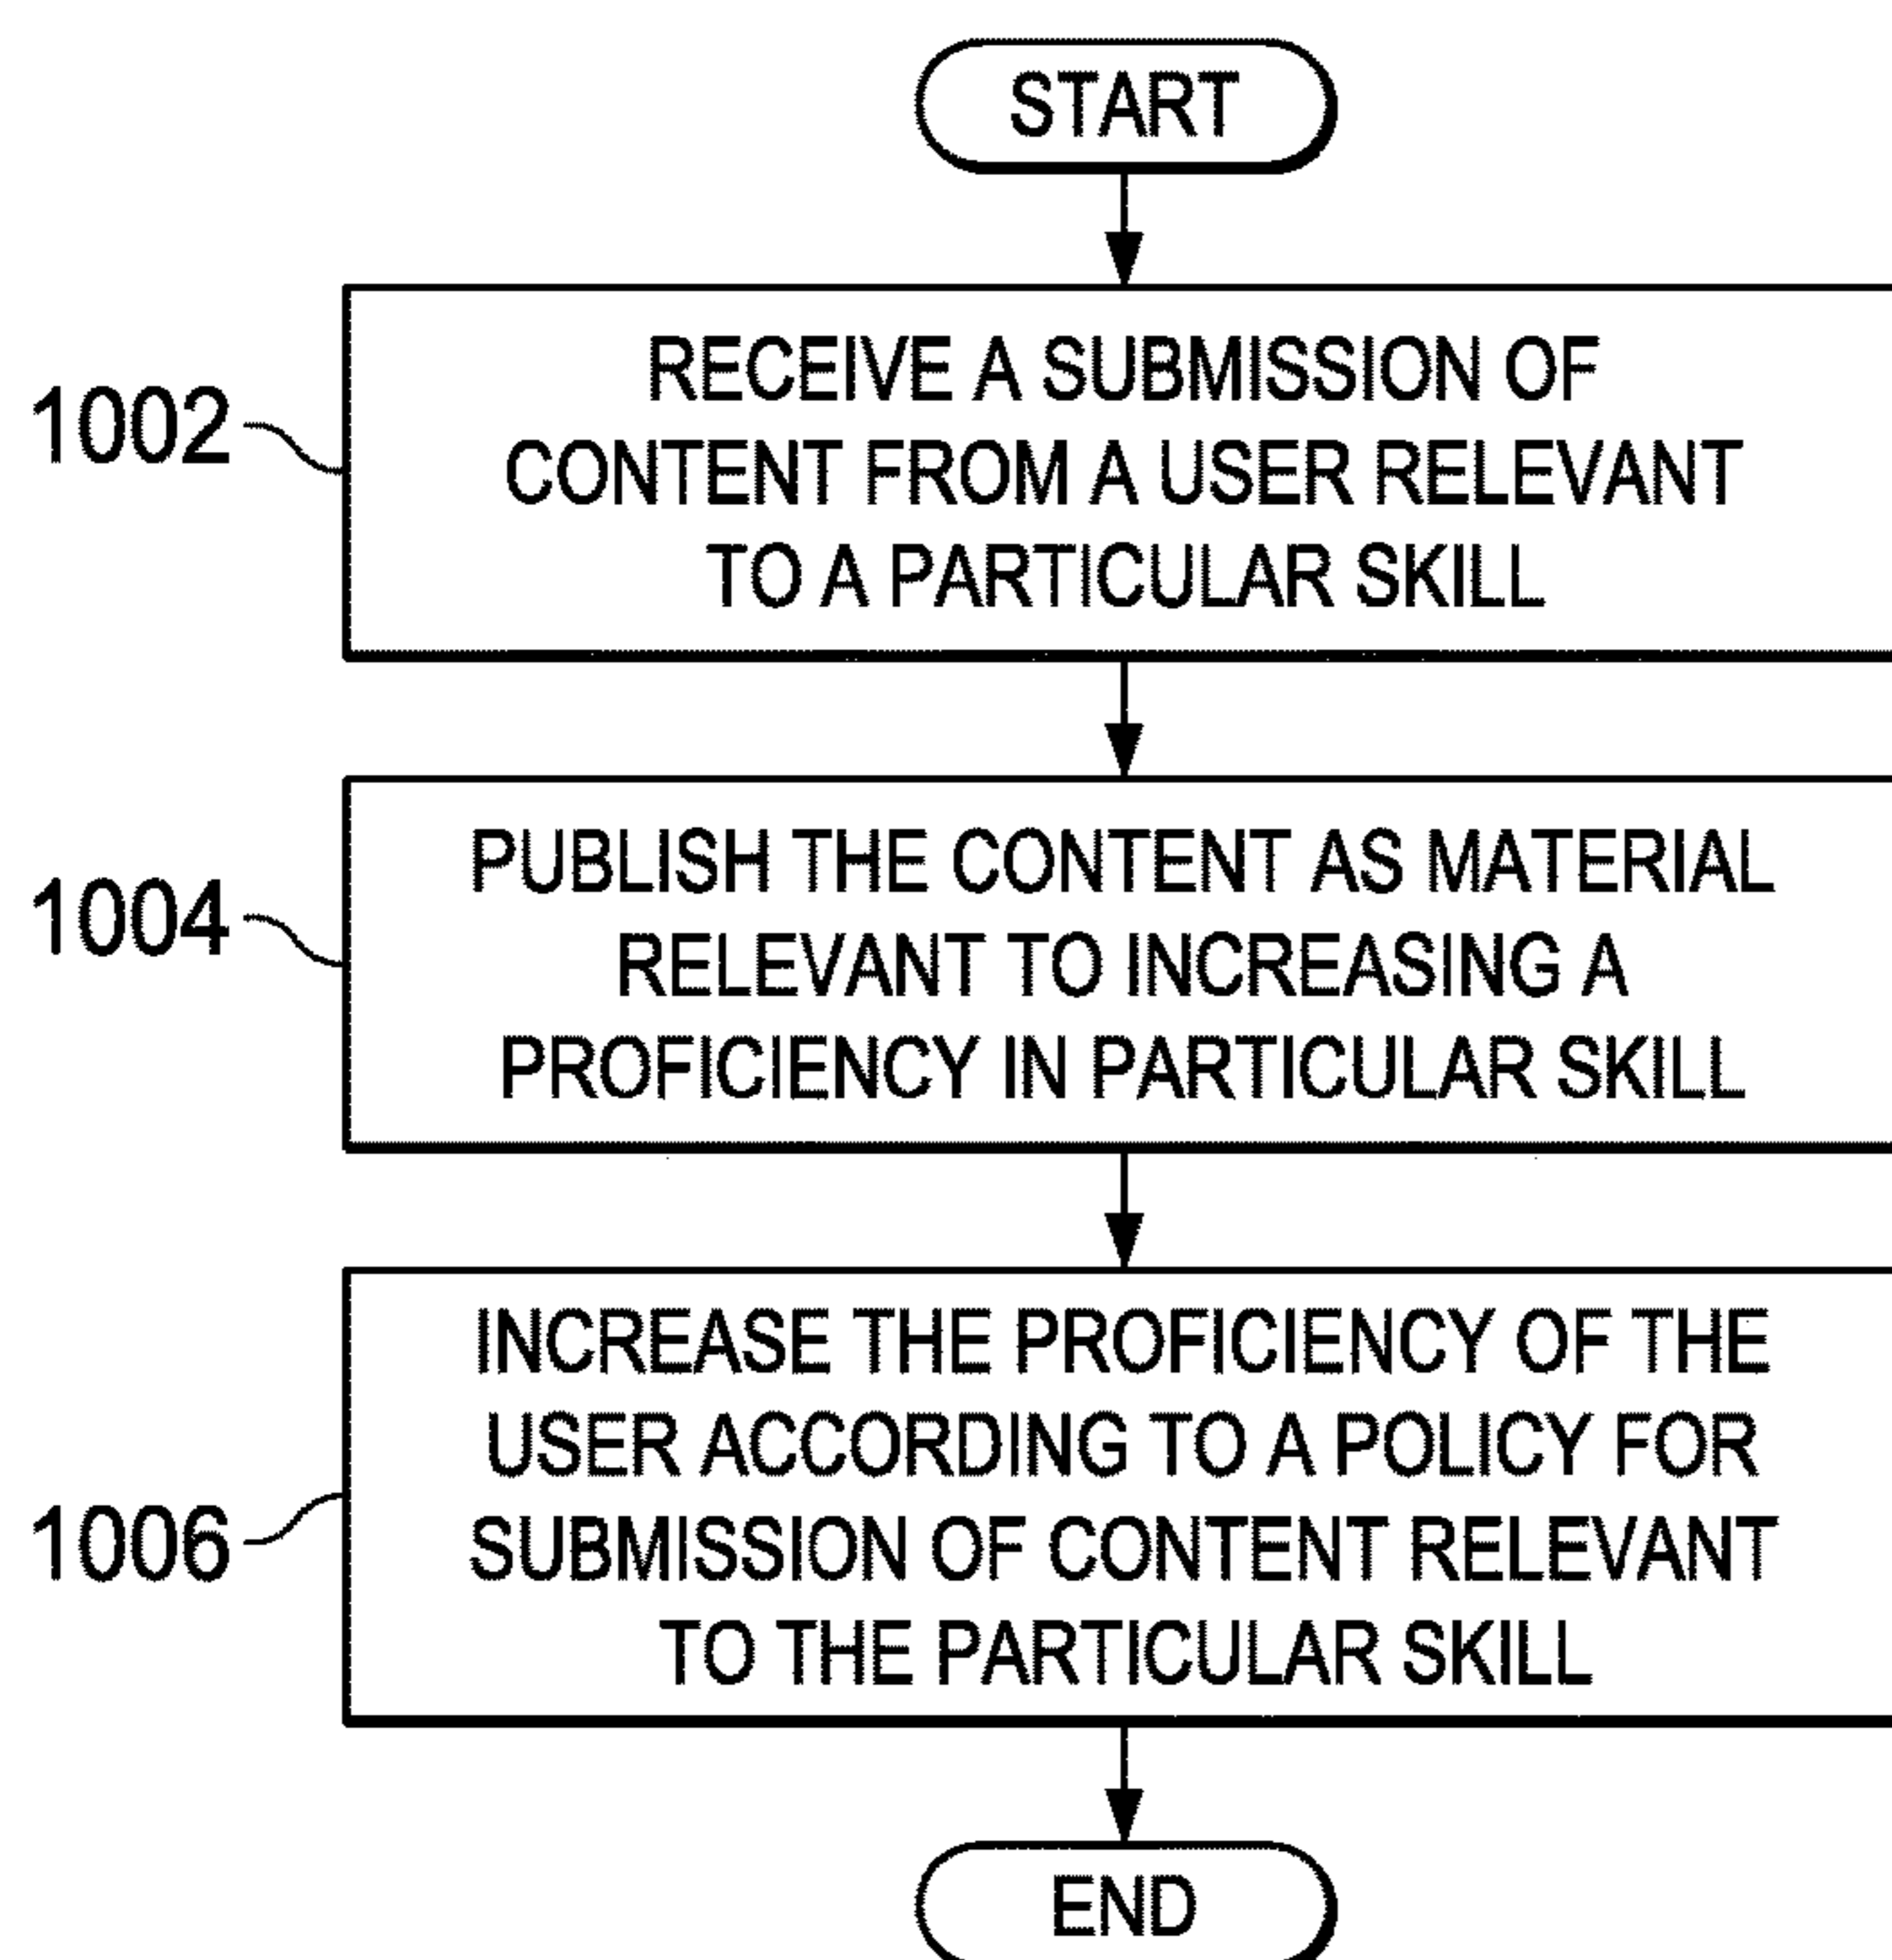 START
1002
RECEIVE A SUBMISSION OF
CONTENT FROM A USER RELEVANT
TO A PARTICULAR SKILL
1004
PUBLISH THE CONTENT AS MATERIAL
RELEVANT TO INCREASING A
PROFICIENCY IN PARTICULAR SKILL
1006
INCREASE THE PROFICIENCY OF THE
USER ACCORDING TO A POLICY FOR
SUBMISSION OF CONTENT RELEVANT
TO THE PARTICULAR SKILL
END